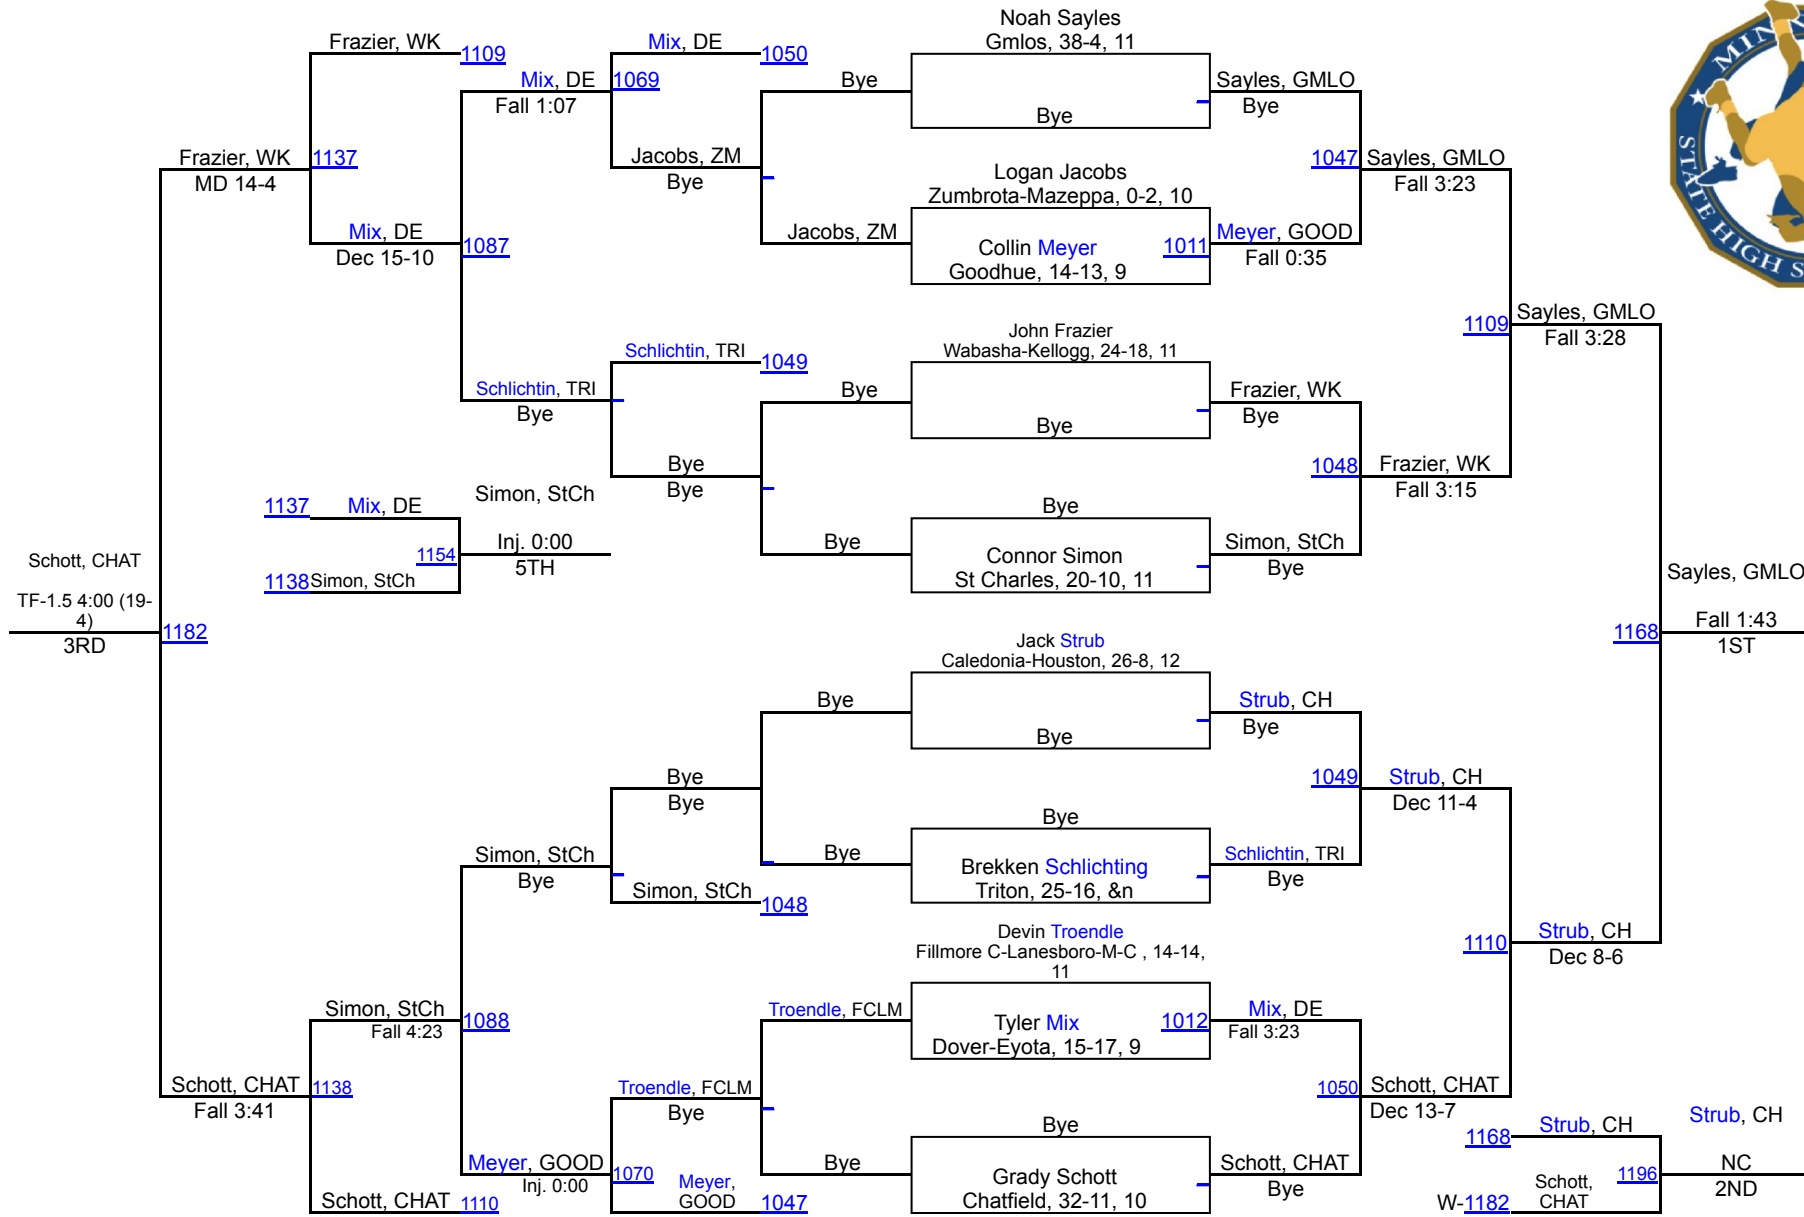 Noah Sayles
Gmlos, 38-4, 11
Frazier, WK
1109
Mix, DE
1050
Mix, DE
1069
Fall 1:07
Bye
Sayles, GMLO
Bye
Bye
Frazier, WK
1137
MD 14-4
Jacobs, ZM
Bye
Logan Jacobs
Zumbrota-Mazeppa, 0-2, 10
1047
Sayles, GMLO
Fall 3:23
Mix, DE
1087
Dec 15-10
Jacobs, ZM
Collin Meyer
Goodhue, 14-13, 9
1011
Meyer, GOOD
Fall 0:35
1109
Sayles, GMLO
Fall 3:28
John Frazier
Wabasha-Kellogg, 24-18, 11
Schlichtin, TRI
1049
Schlichtin, TRI
Bye
Bye
Bye
Frazier, WK
Bye
Bye
Bye
1048
Frazier, WK
Fall 3:15
1137
Mix, DE
Simon, StCh
Bye
1154
Inj. 0:00
5TH
Bye
Connor Simon
St Charles, 20-10, 11
Simon, StCh
Bye
1138
Simon, StCh
Schott, CHAT
TF-1.5 4:00 (19-
4)
3RD
1182
Sayles, GMLO
1168
Fall 1:43
1ST
Jack Strub
Caledonia-Houston, 26-8, 12
Bye
Bye
Strub, CH
Bye
Bye
Bye
1049
Strub, CH
Dec 11-4
Simon, StCh
Bye
Bye
Bye
Brekken Schlichting
Triton, 25-16, &n
Schlichtin, TRI
Bye
Simon, StCh
1048
1110
Strub, CH
Dec 8-6
Devin Troendle
Fillmore C-Lanesboro-M-C , 14-14,
11
Simon, StCh
1088
Fall 4:23
Troendle, FCLM
Tyler Mix
Dover-Eyota, 15-17, 9
1012
Mix, DE
Fall 3:23
Schott, CHAT
1138
Fall 3:41
Troendle, FCLM
Bye
1050
Schott, CHAT
Dec 13-7
Bye
Bye
Grady Schott
Chatfield, 32-11, 10
Schott, CHAT
Bye
Meyer, GOOD
1070
Inj. 0:00
Meyer,
GOOD
1047
Schott, CHAT
1110
1168
Strub, CH
Strub, CH
1196
NC
2ND
W-1182
Schott,
CHAT
MINN
STATE HIGH S